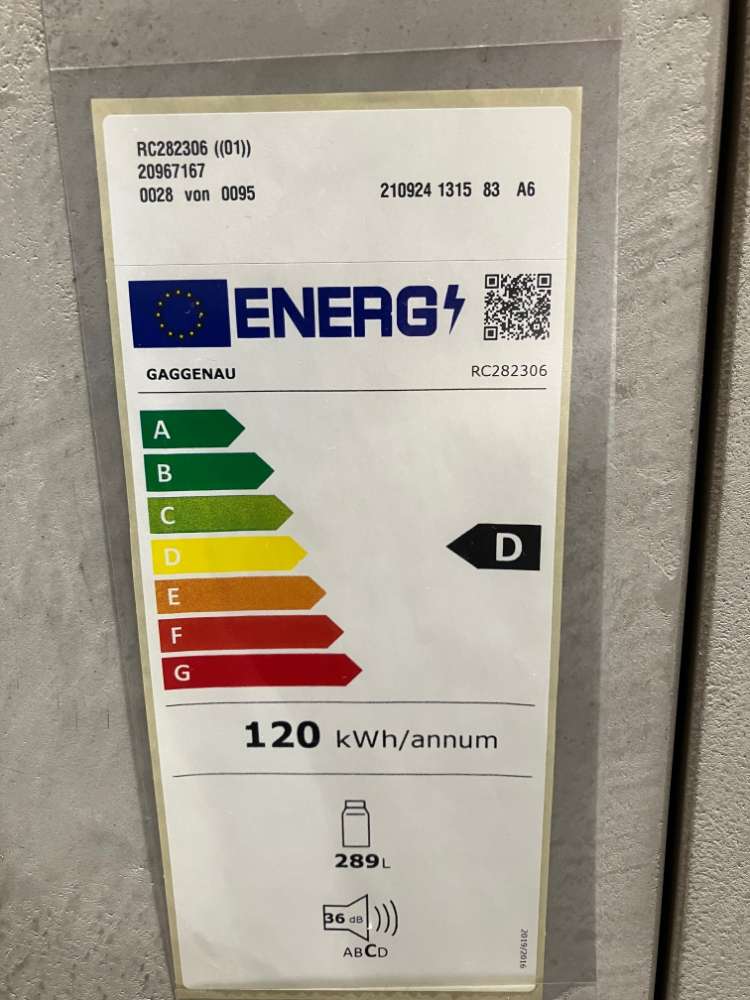 RC282306 ((01))
20967167
0028 von 0095 210924 1315 83 A6
ENERG
GAGGENAU RC282306
A
B
C
D
D
E
F
G
120 kWh/annum
289 L
36 dB
ABCD
2019/2016